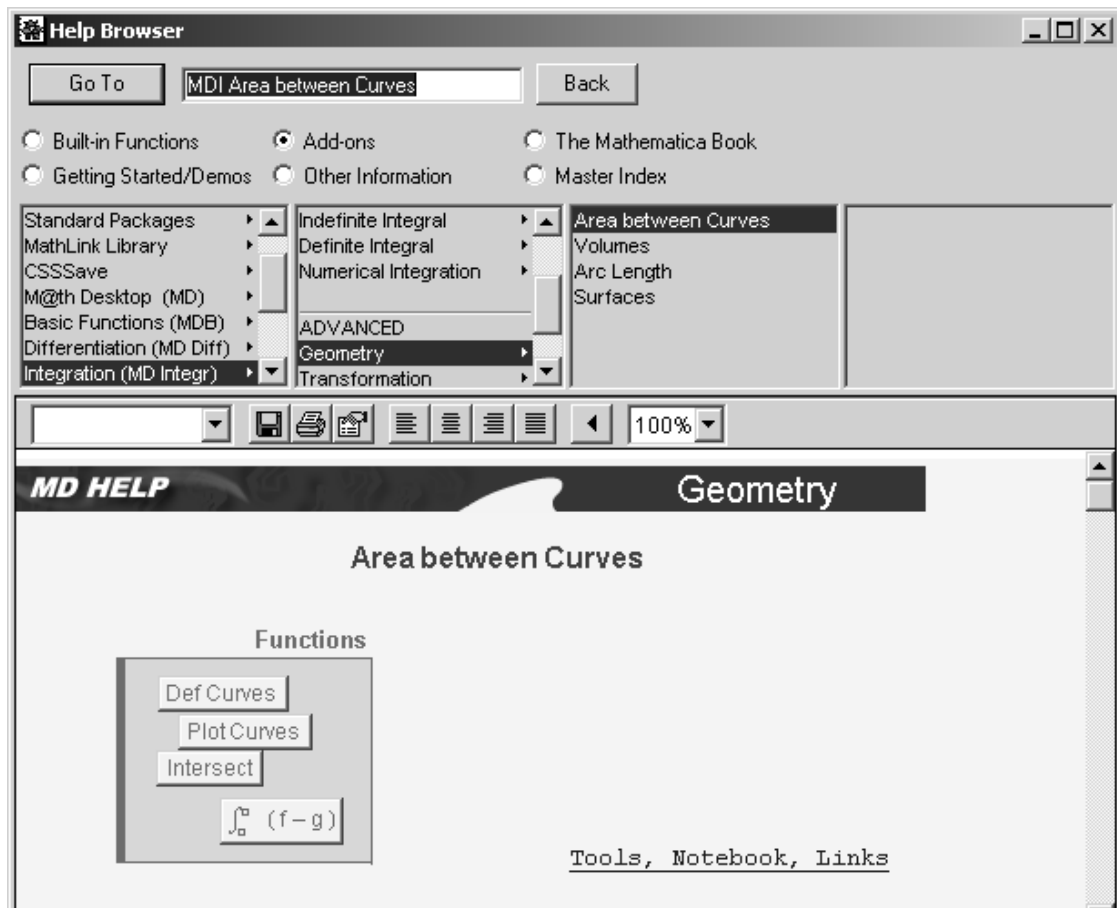 Help Browser
Go To MDI Area between Curves Back
Built-in Functions Add-ons The Mathematica Book
Getting Started/Demos Other Information Master Index
Standard Packages
MathLink Library
CSSSave
M@th Desktop (MD)
Basic Functions (MDB)
Differentiation (MD Diff)
Integration (MD Integr)
Indefinite Integral
Definite Integral
Numerical Integration
ADVANCED
Geometry
Transformation
Area between Curves
Volumes
Arc Length
Surfaces
100%
MD HELP Geometry
Area between Curves
Functions
Def Curves
Plot Curves
Intersect
∫ (f – g)
Tools, Notebook, Links